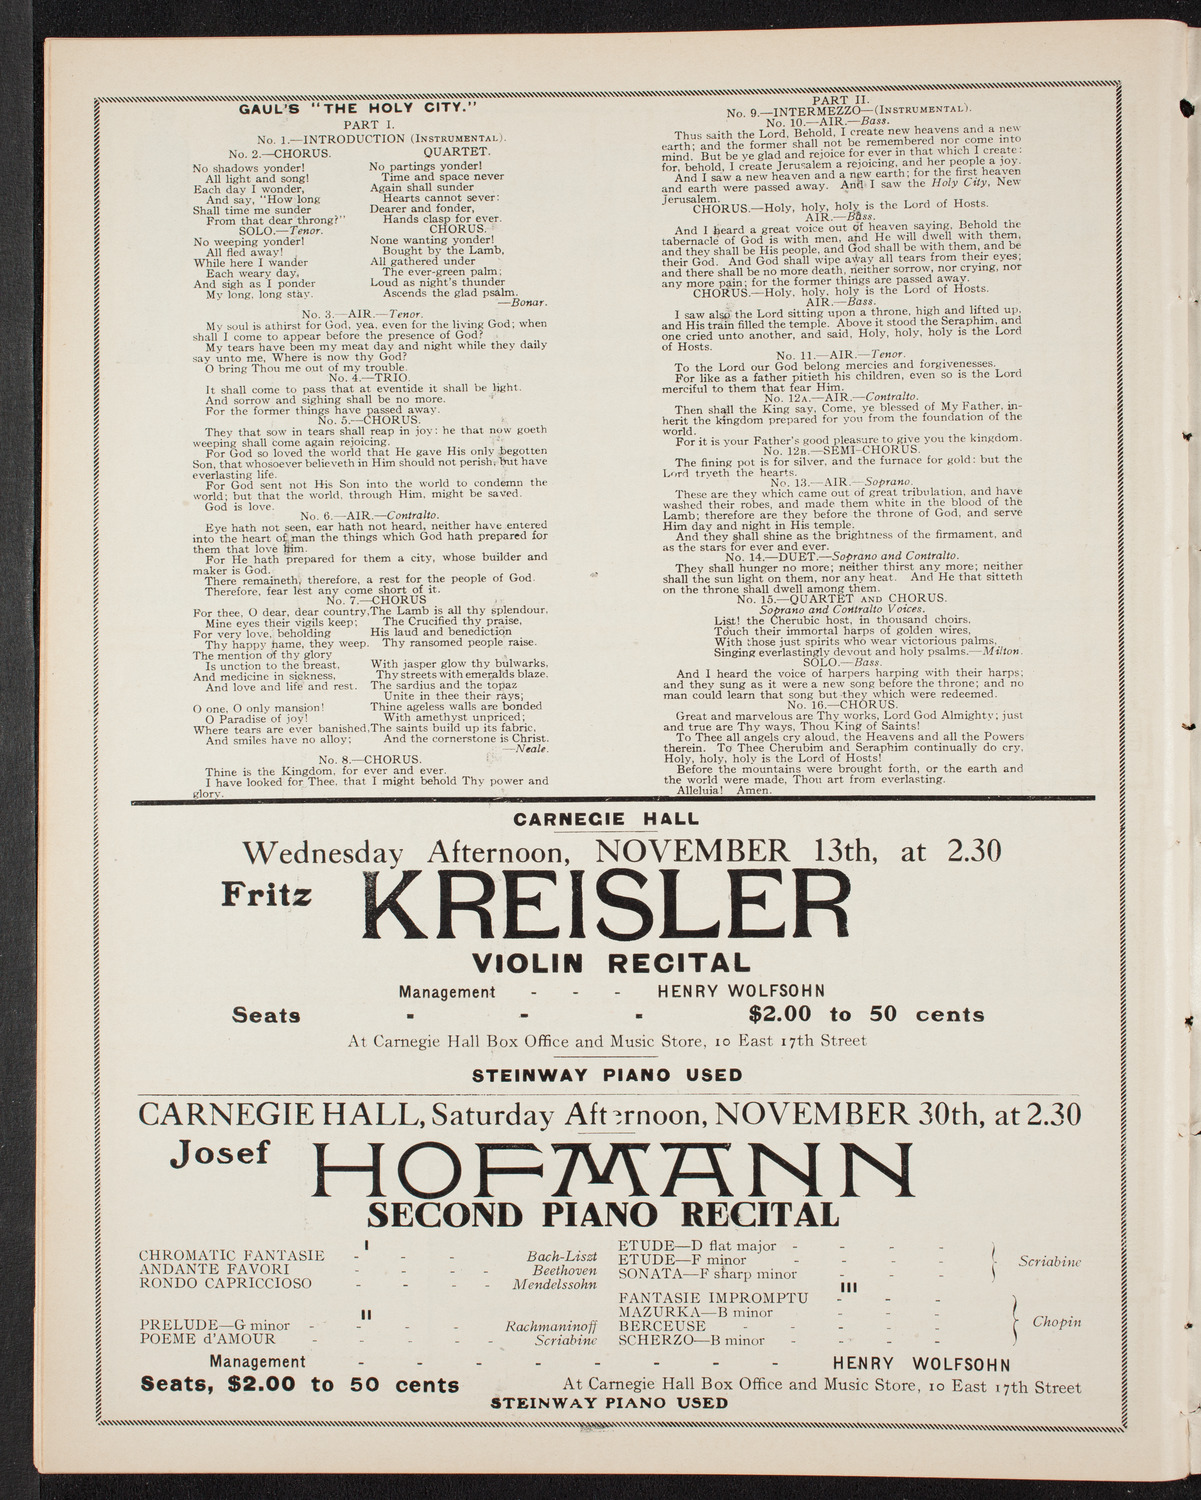 GAUL'S "THE HOLY CITY."
PART I.
No. 1.—INTRODUCTION (INSTRUMENTAL).
No. 2.—CHORUS.
No shadows yonder!
All light and song!
Each day I wonder,
And say, "How long
Shall time me sunder
From that dear throng?"
SOLO.—Tenor.
No weeping yonder!
All fled away!
While here I wander
Each weary day,
And sigh as I ponder
My long, long stay.
QUARTET.
No partings yonder!
Time and space never
Again shall sunder
Hearts cannot sever:
Dearer and fonder,
Hands clasp for ever.
CHORUS.
None wanting yonder!
Bought by the Lamb,
All gathered under
The ever-green palm;
Loud as night's thunder
Ascends the glad psalm.
—Bonar.
No. 3.—AIR.—Tenor.
My soul is athirst for God, yea, even for the living God; when
shall I come to appear before the presence of God?
My tears have been my meat day and night while they daily
say unto me, Where is now thy God?
O bring Thou me out of my trouble.
No. 4.—TRIO.
It shall come to pass that at eventide it shall be light.
And sorrow and sighing shall be no more.
For the former things have passed away.
No. 5.—CHORUS.
They that sow in tears shall reap in joy: he that now goeth
weeping shall come again rejoicing.
For God so loved the world that He gave His only begotten
Son, that whosoever believeth in Him should not perish, but have
everlasting life.
For God sent not His Son into the world to condemn the
world; but that the world, through Him, might be saved.
God is love.
No. 6.—AIR.—Contralto.
Eye hath not seen, ear hath not heard, neither have entered
into the heart of man the things which God hath prepared for
them that love him.
For He hath prepared for them a city, whose builder and
maker is God.
There remaineth, therefore, a rest for the people of God.
Therefore, fear lest any come short of it.
No. 7.—CHORUS
For thee, O dear, dear country,
Mine eyes their vigils keep;
For very love, beholding
Thy happy name, they weep.
The mention of thy glory
Is unction to the breast,
And medicine in sickness,
And love and life and rest.
O one, O only mansion!
O Paradise of joy!
Where tears are ever banished,
And smiles have no alloy;
The Lamb is all thy splendour,
The Crucified thy praise,
His laud and benediction
Thy ransomed people raise.
With jasper glow thy bulwarks,
Thy streets with emeralds blaze.
The sardius and the topaz
Unite in thee their rays;
Thine ageless walls are bonded
With amethyst unpriced;
The saints build up its fabric,
And the cornerstone is Christ.
—Neale.
No. 8.—CHORUS.
Thine is the Kingdom, for ever and ever.
I have looked for Thee, that I might behold Thy power and
glory.
PART II.
No. 9.—INTERMEZZO—(INSTRUMENTAL).
No. 10.—AIR.—Bass.
Thus saith the Lord, Behold, I create new heavens and a new
earth; and the former shall not be remembered nor come into
mind. But be ye glad and rejoice for ever in that which I create:
for, behold, I create Jerusalem a rejoicing, and her people a joy.
And I saw a new heaven and a new earth; for the first heaven
and earth were passed away. And I saw the Holy City, New
jerusalem.
CHORUS.—Holy, holy, holy is the Lord of Hosts.
AIR.—Bass.
And I heard a great voice out of heaven saying, Behold the
tabernacle of God is with men, and He will dwell with them,
and they shall be His people, and God shall be with them, and be
their God. And God shall wipe away all tears from their eyes;
and there shall be no more death, neither sorrow, nor crying, nor
any more pain; for the former things are passed away.
CHORUS.—Holy, holy, holy is the Lord of Hosts.
AIR.—Bass.
I saw also the Lord sitting upon a throne, high and lifted up,
and His train filled the temple. Above it stood the Seraphim, and
one cried unto another, and said, Holy, holy, holy is the Lord
of Hosts.
No. 11.—AIR.—Tenor.
To the Lord our God belong mercies and forgivenesses,
For like as a father pitieth his children, even so is the Lord
merciful to them that fear Him.
No. 12A.—AIR.—Contralto.
Then shall the King say, Come, ye blessed of My Father, in-
herit the kingdom prepared for you from the foundation of the
world.
For it is your Father's good pleasure to give you the kingdom.
No. 12B.—SEMI-CHORUS.
The fining pot is for silver, and the furnace for gold: but the
Lord tryeth the hearts.
No. 13.—AIR.—Soprano.
These are they which came out of great tribulation, and have
washed their robes, and made them white in the blood of the
Lamb; therefore are they before the throne of God, and serve
Him day and night in His temple.
And they shall shine as the brightness of the firmament, and
as the stars for ever and ever.
No. 14.—DUET.—Soprano and Contralto.
They shall hunger no more; neither thirst any more; neither
shall the sun light on them, nor any heat. And He that sitteth
on the throne shall dwell among them.
No. 15.—QUARTET AND CHORUS.
Soprano and Contralto Voices.
List! the Cherubic host, in thousand choirs,
Touch their immortal harps of golden wires,
With those just spirits who wear victorious palms,
Singing everlastingly devout and holy psalms.—Milton.
SOLO.—Bass.
And I heard the voice of harpers harping with their harps;
and they sung as it were a new song before the throne; and no
man could learn that song but they which were redeemed.
No. 16.—CHORUS.
Great and marvelous are Thy works, Lord God Almighty; just
and true are Thy ways, Thou King of Saints!
To Thee all angels cry aloud, the Heavens and all the Powers
therein. To Thee Cherubim and Seraphim continually do cry,
Holy, holy, holy is the Lord of Hosts!
Before the mountains were brought forth, or the earth and
the world were made, Thou art from everlasting.
Alleluia! Amen.
CARNEGIE HALL
Wednesday Afternoon, NOVEMBER 13th, at 2.30
Fritz KREISLER
VIOLIN RECITAL
Management - - - HENRY WOLFSOHN
Seats - - - $2.00 to 50 cents
At Carnegie Hall Box Office and Music Store, 10 East 17th Street
STEINWAY PIANO USED
CARNEGIE HALL, Saturday Afternoon, NOVEMBER 30th, at 2.30
Josef HOFMANN
SECOND PIANO RECITAL
I
CHROMATIC FANTASIE - - - Bach-Liszt
ANDANTE FAVORI - - - - Beethoven
RONDO CAPRICCIOSO - - - - Mendelssohn
II
PRELUDE—G minor - - - - Rachmaninoff
POEME d'AMOUR - - - - - Scriabine
ETUDE—D flat major - - - -
ETUDE—F minor - - - -
SONATA—F sharp minor - - -
Scriabine
III
FANTASIE IMPROMPTU - - -
MAZURKA—B minor - - -
BERCEUSE - - - - -
SCHERZO—B minor - - - -
Chopin
Management - - - - - - - - HENRY WOLFSOHN
Seats, $2.00 to 50 cents At Carnegie Hall Box Office and Music Store, 10 East 17th Street
STEINWAY PIANO USED